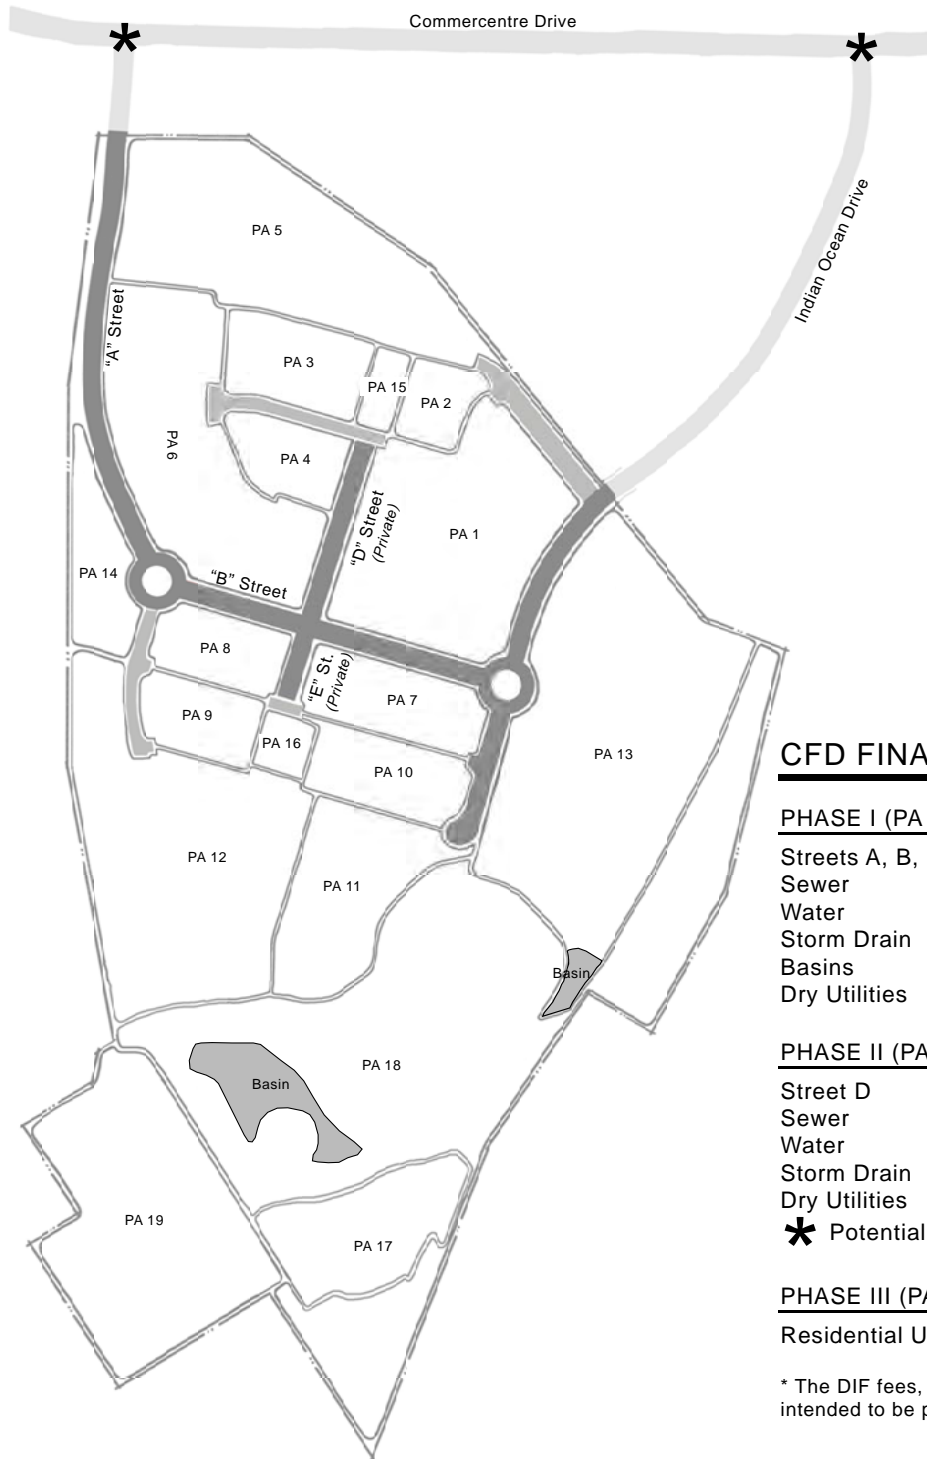 Commercentre Drive
Indian Ocean Drive
PA 5
"A" Street
PA 3
PA 15
PA 2
PA 6
PA 4
"D" Street
(Private)
PA 1
PA 14
"B" Street
PA 8
"E" St.
(Private)
PA 7
PA 9
PA 16
PA 10
PA 13
PA 12
PA 11
Basin
PA 18
Basin
PA 19
PA 17
CFD FINA
PHASE I (PA
Streets A, B,
Sewer
Water
Storm Drain
Basins
Dry Utilities
PHASE II (PA
Street D
Sewer
Water
Storm Drain
Dry Utilities
* Potential
PHASE III (PA
Residential U
* The DIF fees,
intended to be p